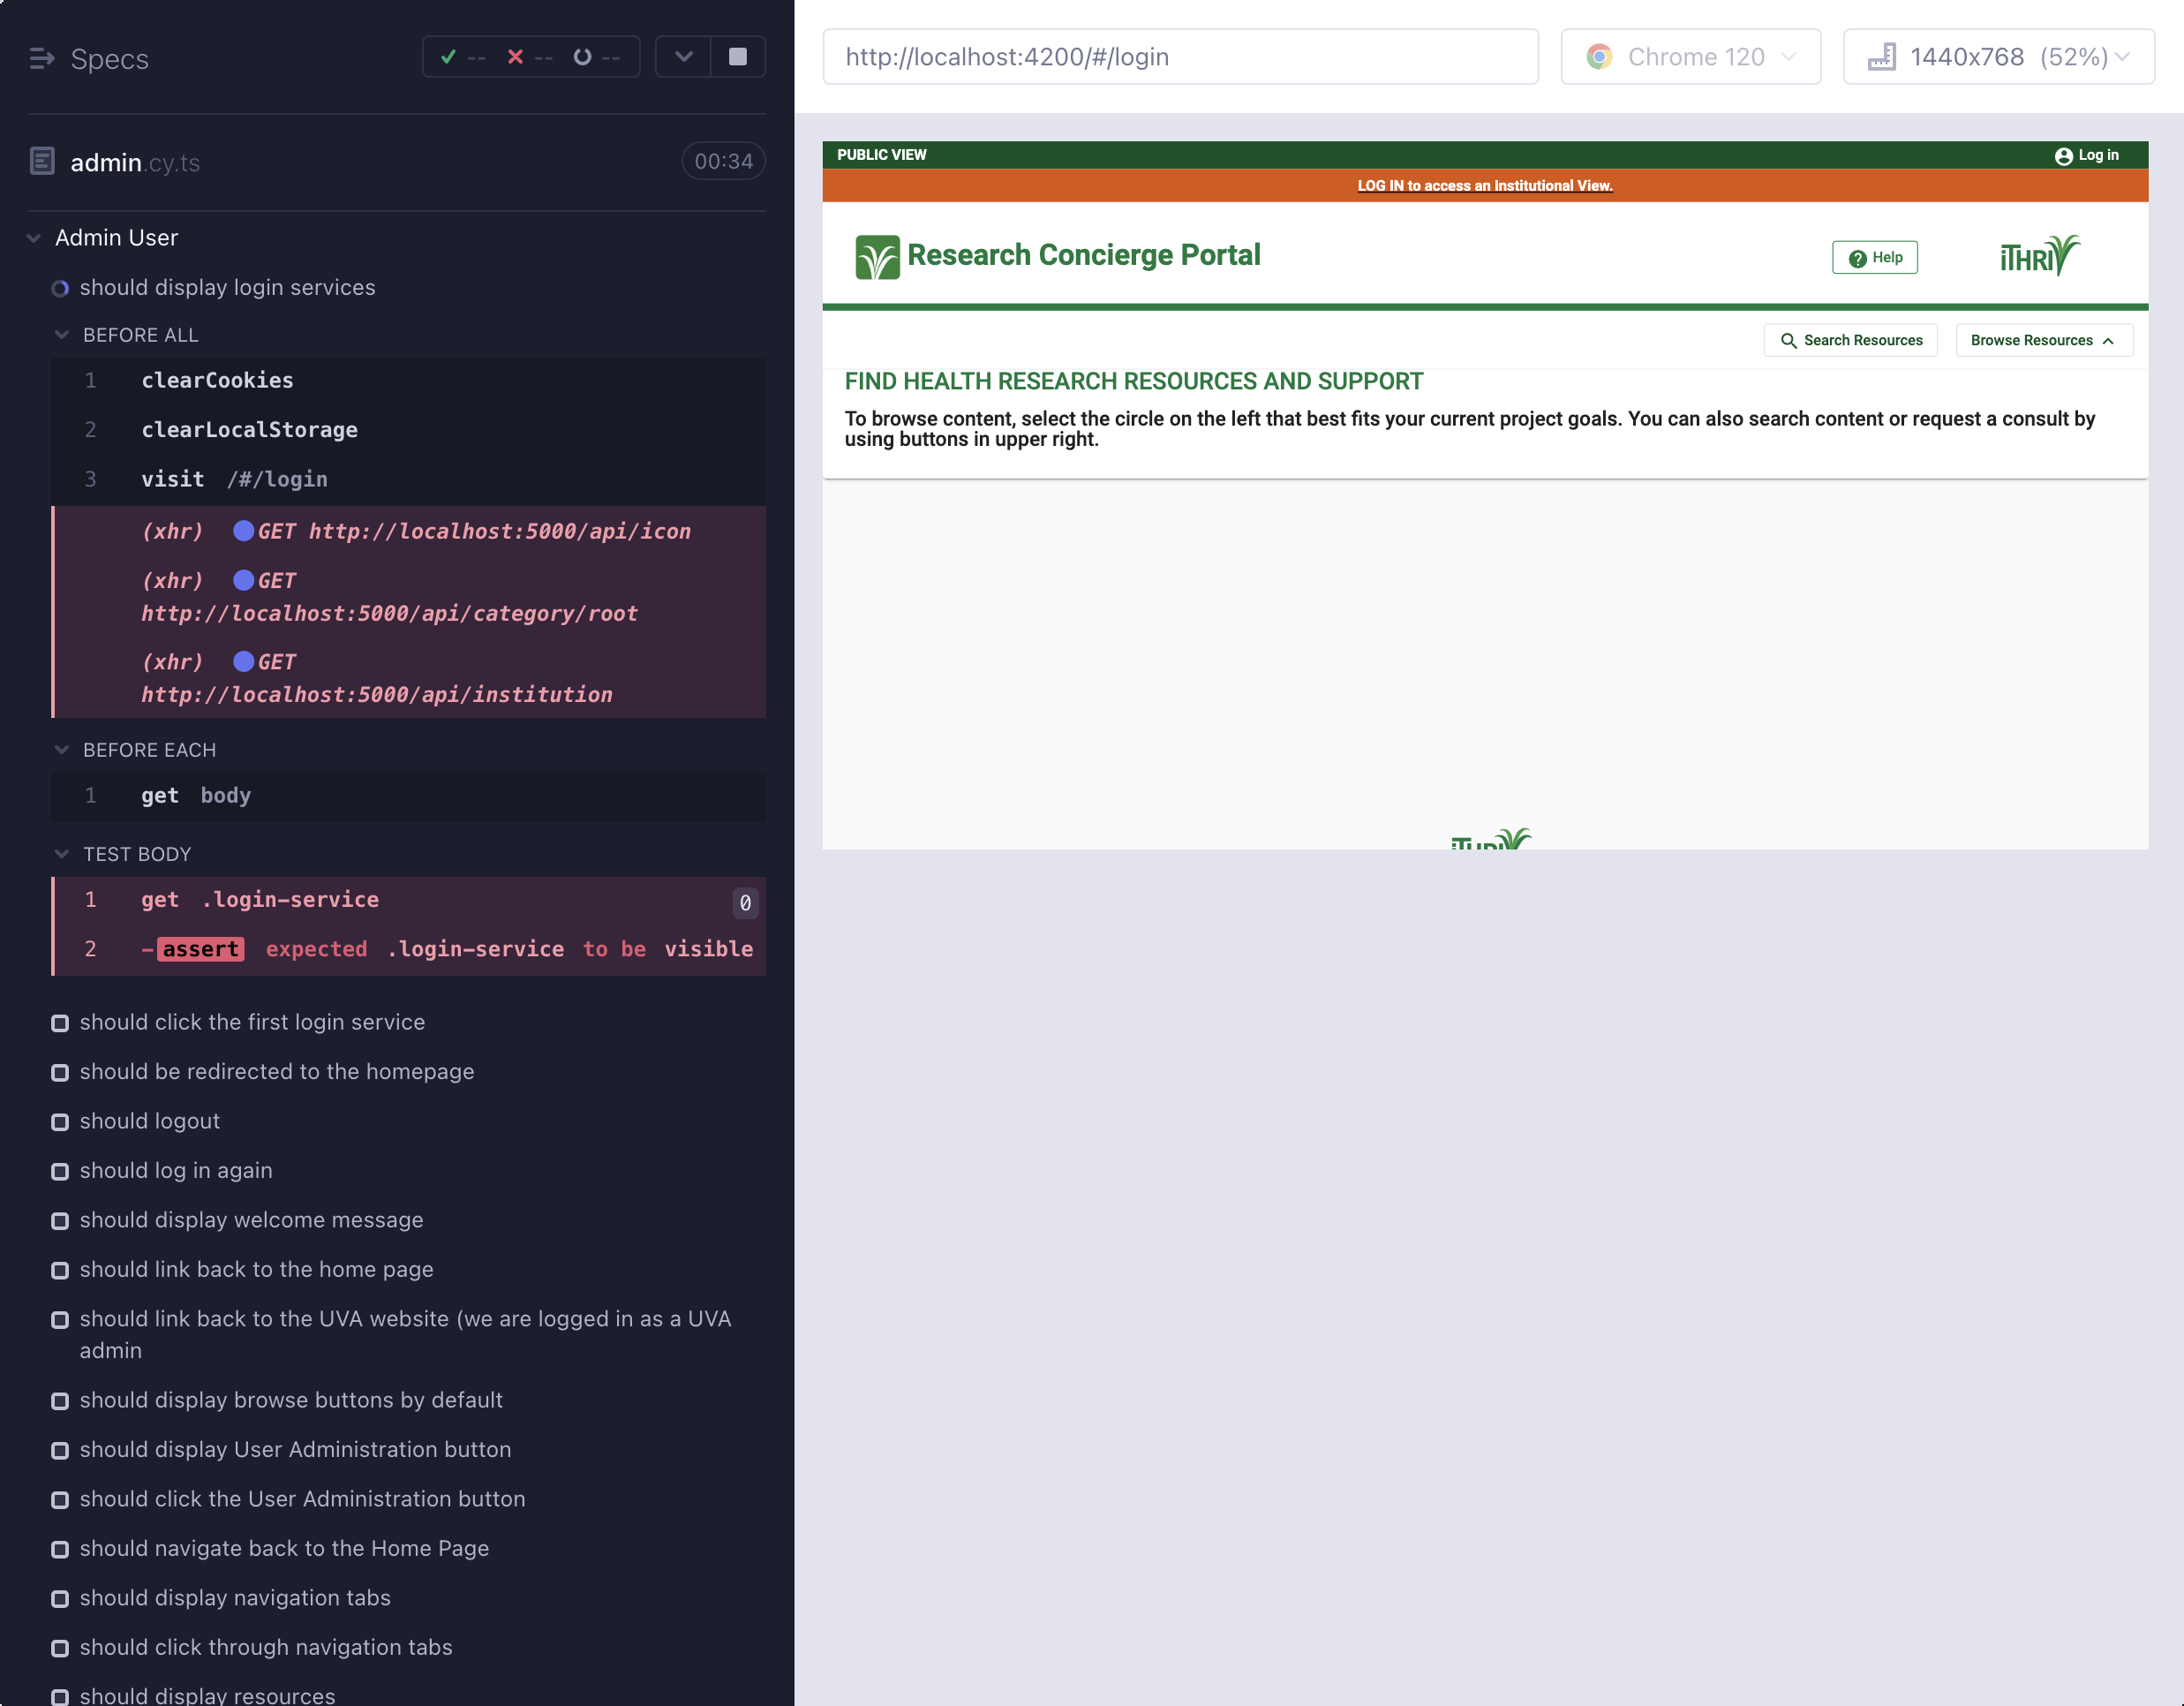 Specs
-- -- --
admin.cy.ts
00:34
Admin User
should display login services
BEFORE ALL
1 clearCookies
2 clearLocalStorage
3 visit /#/login
(xhr) GET http://localhost:5000/api/icon
(xhr) GET
http://localhost:5000/api/category/root
(xhr) GET
http://localhost:5000/api/institution
BEFORE EACH
1 get body
TEST BODY
1 get .login-service 0
2 -assert expected .login-service to be visible
should click the first login service
should be redirected to the homepage
should logout
should log in again
should display welcome message
should link back to the home page
should link back to the UVA website (we are logged in as a UVA
admin
should display browse buttons by default
should display User Administration button
should click the User Administration button
should navigate back to the Home Page
should display navigation tabs
should click through navigation tabs
should display resources
http://localhost:4200/#/login
Chrome 120
1440x768 (52%)
PUBLIC VIEW
Log in
LOG IN to access an Institutional View.
Research Concierge Portal
Help
iTHRIV
Search Resources
Browse Resources
FIND HEALTH RESEARCH RESOURCES AND SUPPORT
To browse content, select the circle on the left that best fits your current project goals. You can also search content or request a consult by
using buttons in upper right.
iTHRIV